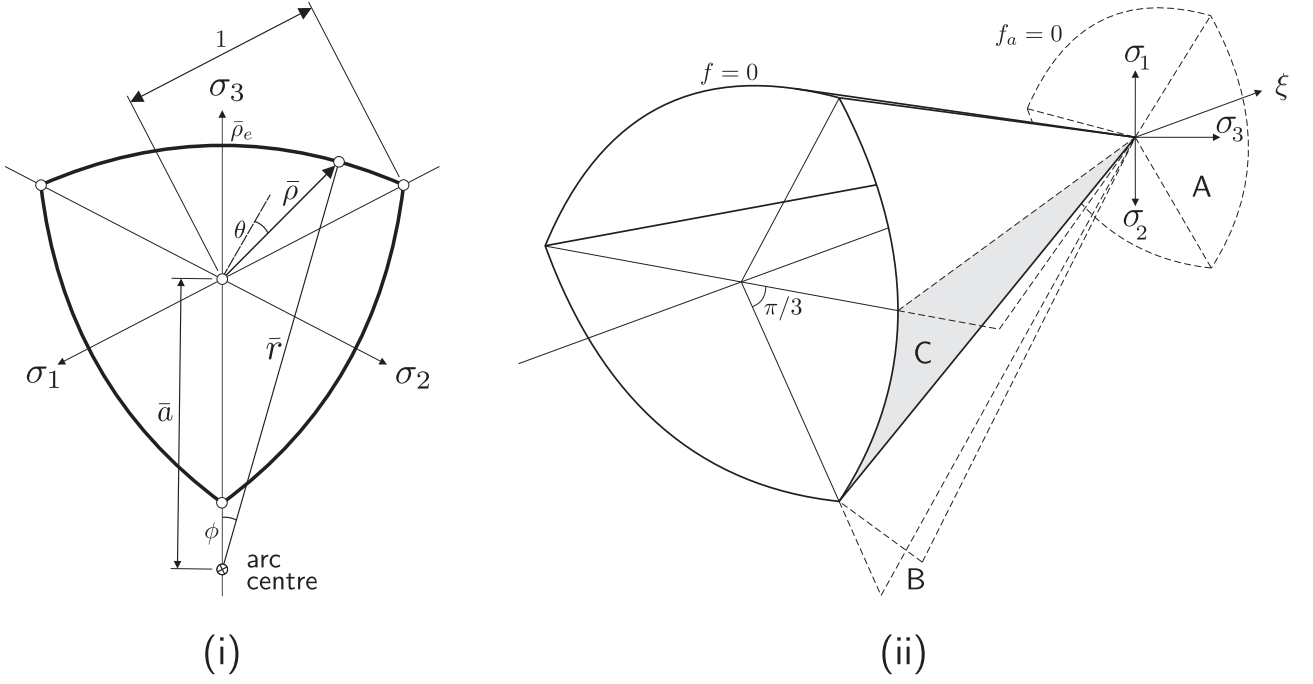 1
σ3
ρ̄e
ρ̄
θ
r̄
σ1
σ2
ā
ϕ
arc
centre
(i)
fa = 0
f = 0
σ1
ξ
σ3
A
σ2
π/3
C
B
(ii)